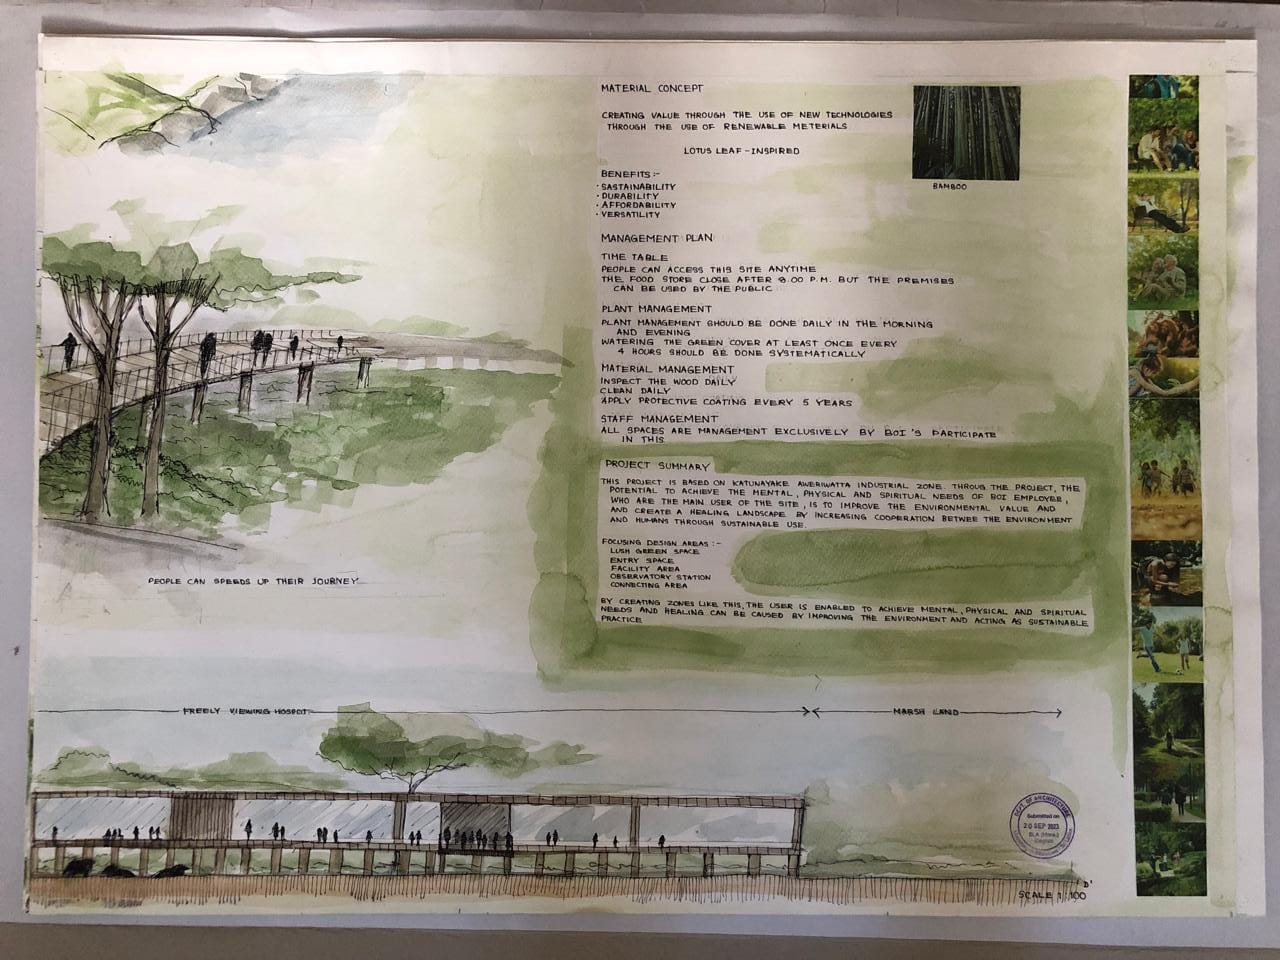 MATERIAL CONCEPT
CREATING VALUE THROUGH THE USE OF NEW TECHNOLOGIES
THROUGH THE USE OF RENEWABLE METERIALS
LOTUS LEAF-INSPIRED
BAMBOO
BENEFITS :-
· SASTAINABILITY
· DURABILITY
· AFFORDABILITY
· VERSATILITY
MANAGEMENT PLAN
TIME TABLE
PEOPLE CAN ACCESS THIS SITE ANYTIME
THE FOOD STORE CLOSE AFTER 8.00 P.M. BUT THE PREMISES
CAN BE USED BY THE PUBLIC
PLANT MANAGEMENT
PLANT MANAGEMENT SHOULD BE DONE DAILY IN THE MORNING
AND EVENING
WATERING THE GREEN COVER AT LEAST ONCE EVERY
4 HOURS SHOULD BE DONE SYSTEMATICALLY
MATERIAL MANAGEMENT
INSPECT THE WOOD DAILY
CLEAN DAILY
APPLY PROTECTIVE COATING EVERY 5 YEARS
STAFF MANAGEMENT
ALL SPACES ARE MANAGEMENT EXCLUSIVELY BY BOI 'S PARTICIPATE
IN THIS
PROJECT SUMMARY
THIS PROJECT IS BASED ON KATUNAYAKE AWERIWATTA INDUSTRIAL ZONE. THROUG THE PROJECT, THE
POTENTIAL TO ACHIEVE THE MENTAL, PHYSICAL AND SPIRITUAL NEEDS OF BOI EMPLOYEE,
WHO ARE THE MAIN USER OF THE SITE, IS TO IMPROVE THE ENVIRONMENTAL VALUE AND
AND CREATE A HEALING LANDSCAPE BY INCREASING COOPERATION BETWEE THE ENVIRONMENT
AND HUMANS THROUGH SUSTAINABLE USE.
FOCUSING DESIGN AREAS :-
LUSH GREEN SPACE
ENTRY SPACE
FACILITY AREA
OBSERVATORY STATION
CONNECTING AREA
BY CREATING ZONES LIKE THIS, THE USER IS ENABLED TO ACHIEVE MENTAL, PHYSICAL AND SPIRITUAL
NEEDS AND HEALING CAN BE CAUSED BY IMPROVING THE ENVIRONMENT AND ACTING AS SUSTAINABLE
PRACTICE
PEOPLE CAN SPEEDS UP THEIR JOURNEY
FREELY VIEWING HOSPOT
MARSH LAND
DEPT. OF ARCHITECTURE
Submitted on
20 SEP 2023
BLA (Hons.)
Degree
'D'
SCALE 1:100